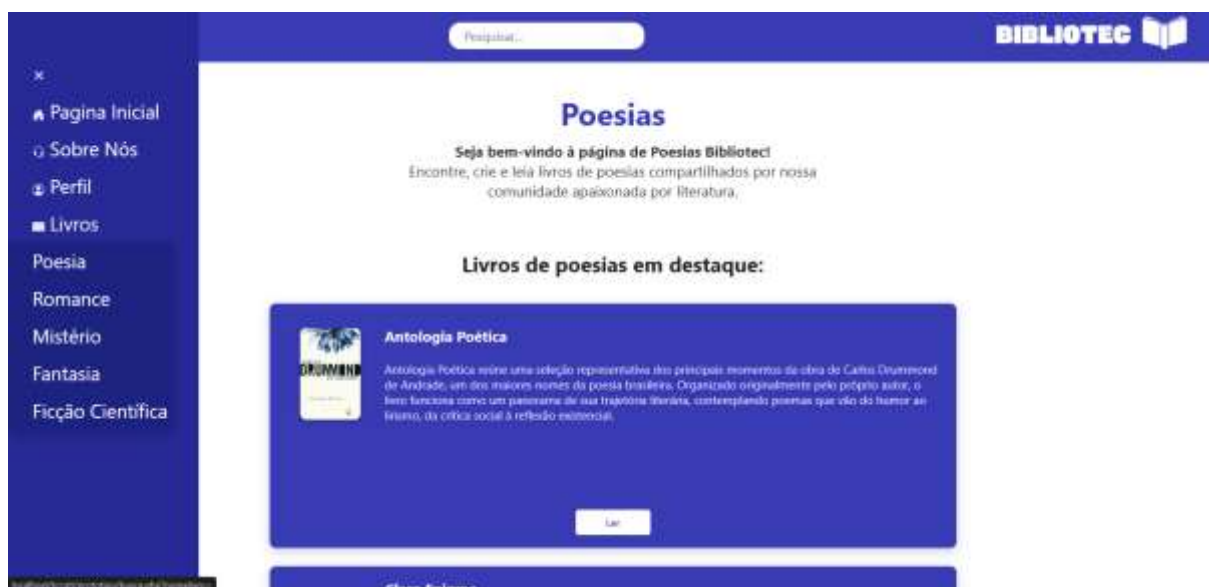 Pesquisar...
BIBLIOTEC
×
Pagina Inicial
Sobre Nós
Perfil
Livros
Poesia
Romance
Mistério
Fantasia
Ficção Científica
Poesias
Seja bem-vindo à página de Poesias Bibliotec!
Encontre, crie e leia livros de poesias compartilhados por nossa
comunidade apaixonada por literatura.
Livros de poesias em destaque:
DRUMMOND
Antologia Poética
Antologia Poética reúne uma seleção representativa dos principais momentos da obra de Carlos Drummond
de Andrade, um dos maiores nomes da poesia brasileira. Organizado originalmente pelo próprio autor, o
livro funciona como um panorama de sua trajetória literária, contemplando poemas que vão do humor ao
lirismo, da crítica social à reflexão existencial.
Ler